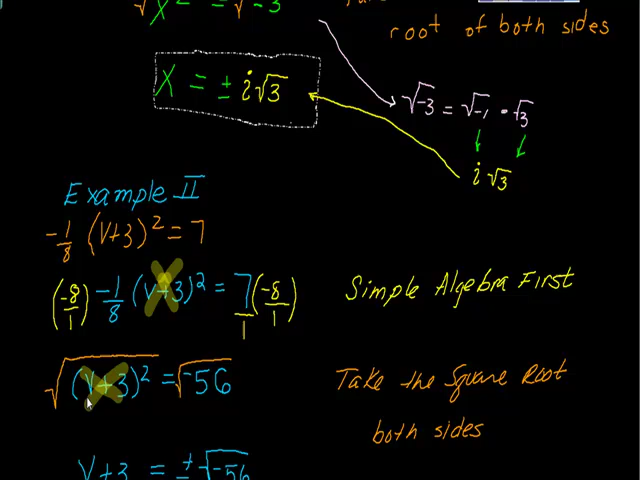 √x² = √-3
root of both sides
X = ± i√3
√-3 = √-1 · √3
i √3
Example II
-1/8 (V+3)² = 7
(-8/1) -1/8 (V+3)² = 7/1 (-8/1)
Simple Algebra First
√(V+3)² = √-56
Take the Square Root
both sides
V+3 = ± √-56